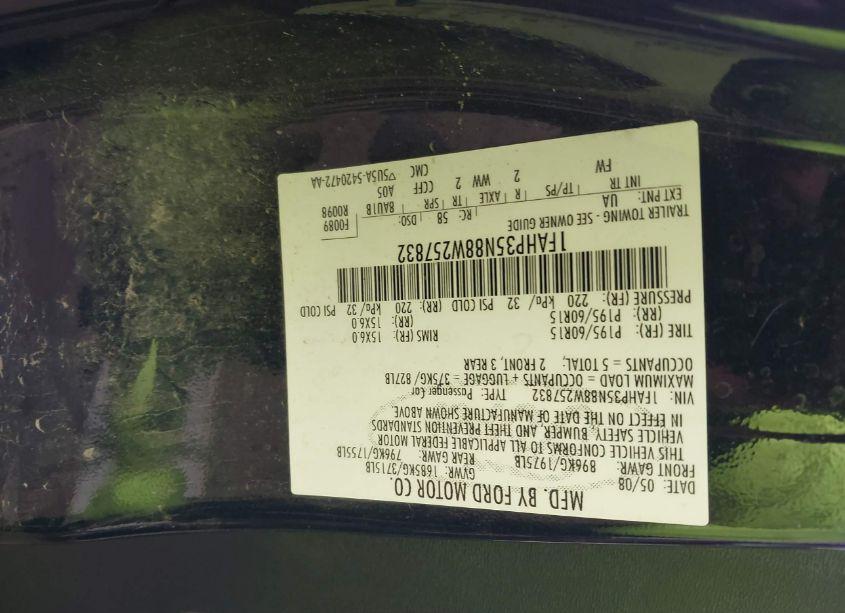 MFD. BY FORD MOTOR CO.
DATE: 05/08 GVWR: 1685KG/3715LB
FRONT GAWR: 896KG/1975LB REAR GAWR: 796KG/1755LB
THIS VEHICLE CONFORMS TO ALL APPLICABLE FEDERAL MOTOR
VEHICLE SAFETY, BUMPER, AND THEFT PREVENTION STANDARDS
IN EFFECT ON THE DATE OF MANUFACTURE SHOWN ABOVE.
VIN: 1FAHP35N88W257832 TYPE: Passenger Car
MAXIMUM LOAD = OCCUPANTS + LUGGAGE = 375KG/827LB
OCCUPANTS = 5 TOTAL, 2 FRONT, 3 REAR
TIRE (FR): P195/60R15 RIMS (FR): 15X6.0
(RR): P195/60R15 (RR): 15X6.0
PRESSURE (FR): 220 kPa/ 32 PSI COLD (RR): 220 kPa/32 PSI COLD
1FAHP35N88W257832
TRAILER TOWING - SEE OWNER GUIDE F0089
EXT PNT: UA RC: 58 DSO: R0098
INT TR TP/PS R AXLE TR SPR 8AU1B
FW 2 WW 2 CCFF A05
CMC ▽5U5A-5420472-AA